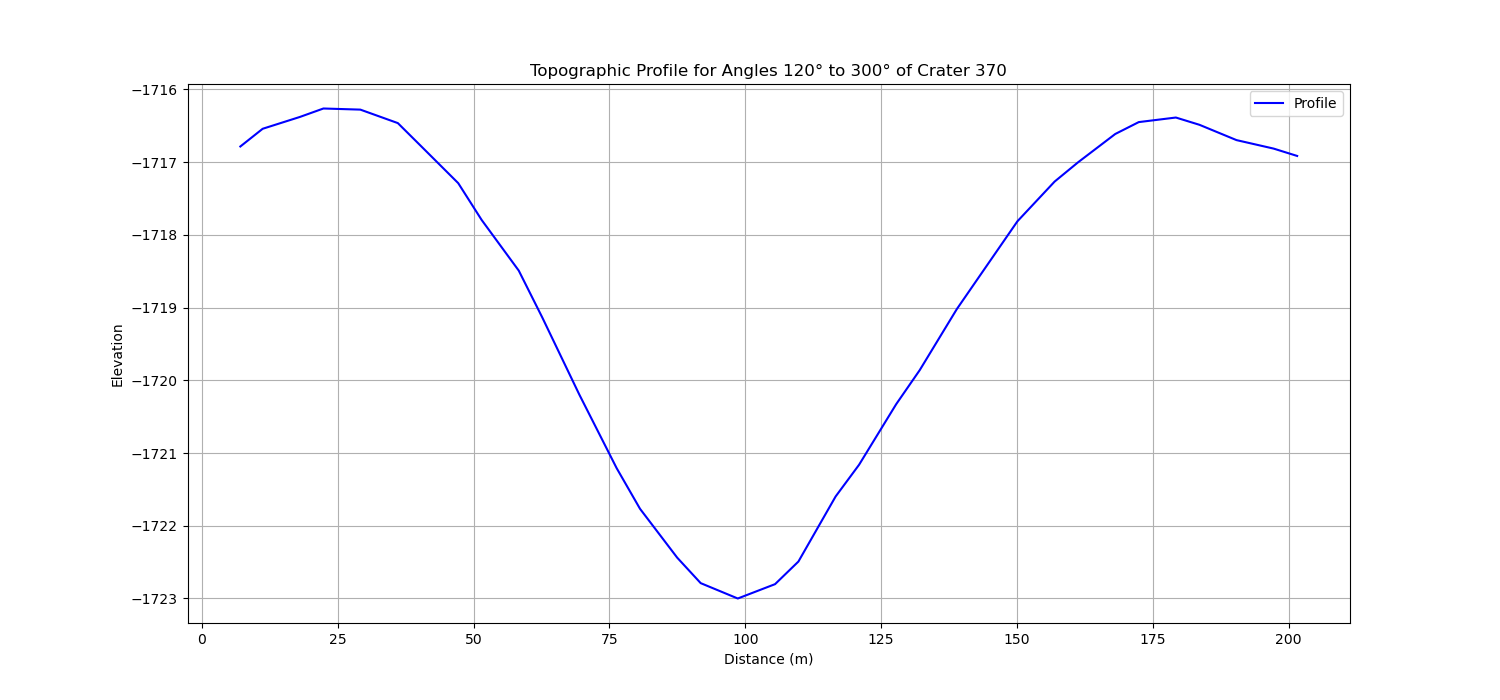 Topographic Profile for Angles 120° to 300° of Crater 370
Profile
−1716
−1717
−1718
−1719
−1720
−1721
−1722
−1723
Elevation
0 25 50 75 100 125 150 175 200
Distance (m)